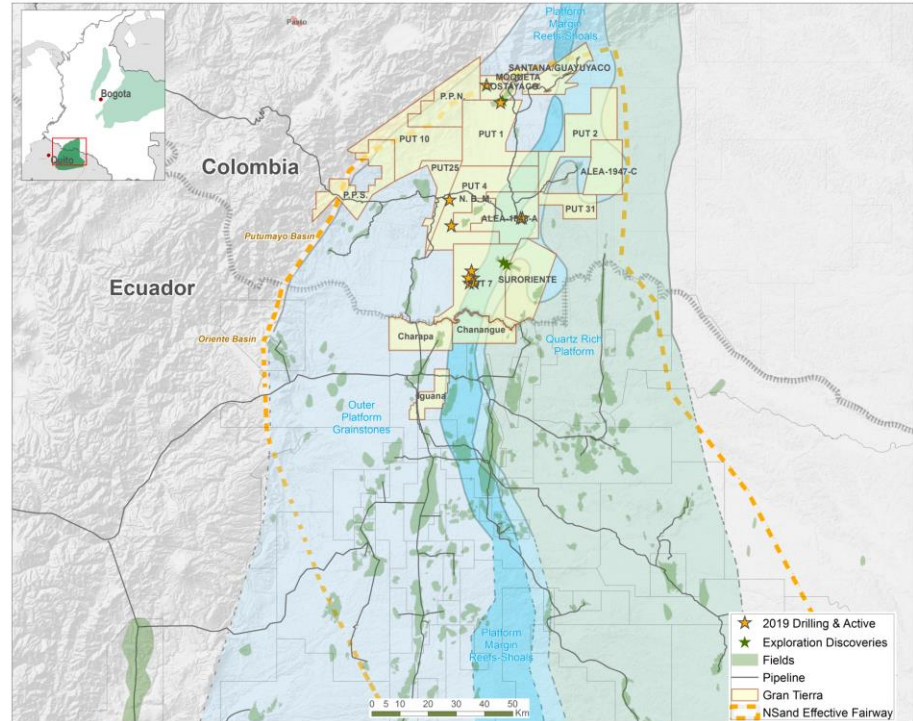 Pasto
Platform
Margin
Reefs-Shoals
SANTANA/GUAYUYACO
MOQUETA
COSTAYACO
Bogota
Quito
P.P.N.
PUT 10
PUT 1
PUT 2
Colombia
PUT25
ALEA-1947-C
PUT 4
P.P.S.
N. B. M.
PUT 31
Putumayo Basin
Ecuador
SURORIENTE
Oriente Basin
Charapa
Chanangue
Quartz Rich
Platform
Iguana
Outer
Platform
Grainstones
Platform
Margin
Reefs-Shoals
0 5 10 20 30 40 50
Km
2019 Drilling & Active
Exploration Discoveries
Fields
Pipeline
Gran Tierra
NSand Effective Fairway